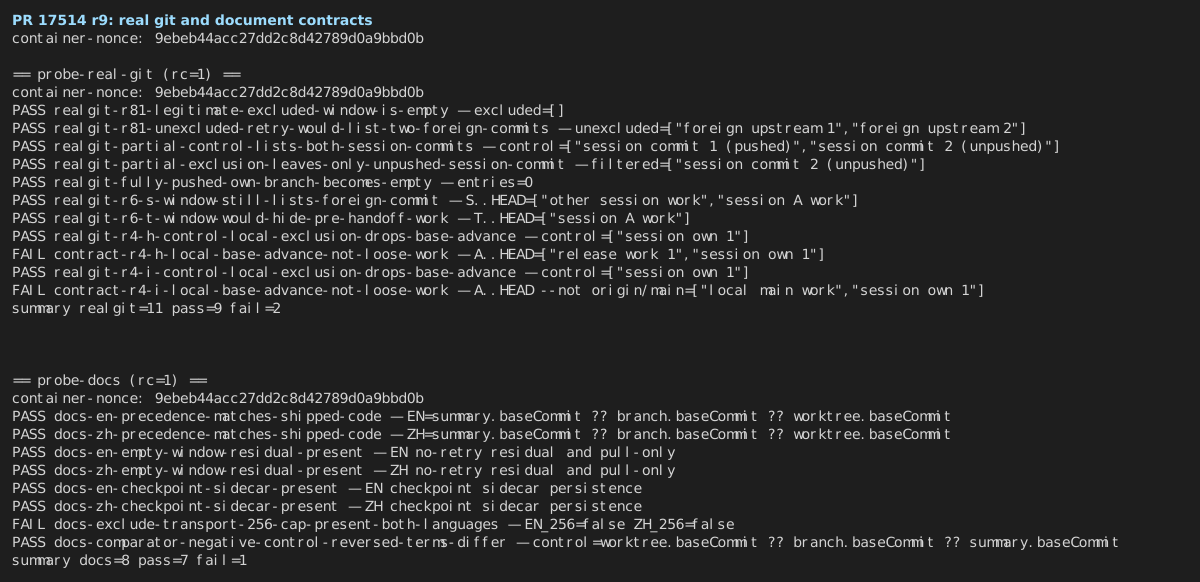 PR 17514 r9: real git and document contracts
container-nonce: 9ebeb44acc27dd2c8d42789d0a9bbd0b
== probe-real-git (rc=1) ==
container-nonce: 9ebeb44acc27dd2c8d42789d0a9bbd0b
PASS realgit-r81-legitimate-excluded-window-is-empty — excluded=[]
PASS realgit-r81-unexcluded-retry-would-list-two-foreign-commits — unexcluded=["foreign upstream 1","foreign upstream 2"]
PASS realgit-partial-control-lists-both-session-commits — control=["session commit 1 (pushed)","session commit 2 (unpushed)"]
PASS realgit-partial-exclusion-leaves-only-unpushed-session-commit — filtered=["session commit 2 (unpushed)"]
PASS realgit-fully-pushed-own-branch-becomes-empty — entries=0
PASS realgit-r6-s-window-still-lists-foreign-commit — S..HEAD=["other session work","session A work"]
PASS realgit-r6-t-window-would-hide-pre-handoff-work — T..HEAD=["session A work"]
PASS realgit-r4-h-control-local-exclusion-drops-base-advance — control=["session own 1"]
FAIL contract-r4-h-local-base-advance-not-loose-work — A..HEAD=["release work 1","session own 1"]
PASS realgit-r4-i-control-local-exclusion-drops-base-advance — control=["session own 1"]
FAIL contract-r4-i-local-base-advance-not-loose-work — A..HEAD --not origin/main=["local main work","session own 1"]
summary realgit=11 pass=9 fail=2
== probe-docs (rc=1) ==
container-nonce: 9ebeb44acc27dd2c8d42789d0a9bbd0b
PASS docs-en-precedence-matches-shipped-code — EN=summary.baseCommit ?? branch.baseCommit ?? worktree.baseCommit
PASS docs-zh-precedence-matches-shipped-code — ZH=summary.baseCommit ?? branch.baseCommit ?? worktree.baseCommit
PASS docs-en-empty-window-residual-present — EN no-retry residual and pull-only
PASS docs-zh-empty-window-residual-present — ZH no-retry residual and pull-only
PASS docs-en-checkpoint-sidecar-present — EN checkpoint sidecar persistence
PASS docs-zh-checkpoint-sidecar-present — ZH checkpoint sidecar persistence
FAIL docs-exclude-transport-256-cap-present-both-languages — EN_256=false ZH_256=false
PASS docs-comparator-negative-control-reversed-terms-differ — control=worktree.baseCommit ?? branch.baseCommit ?? summary.baseCommit
summary docs=8 pass=7 fail=1